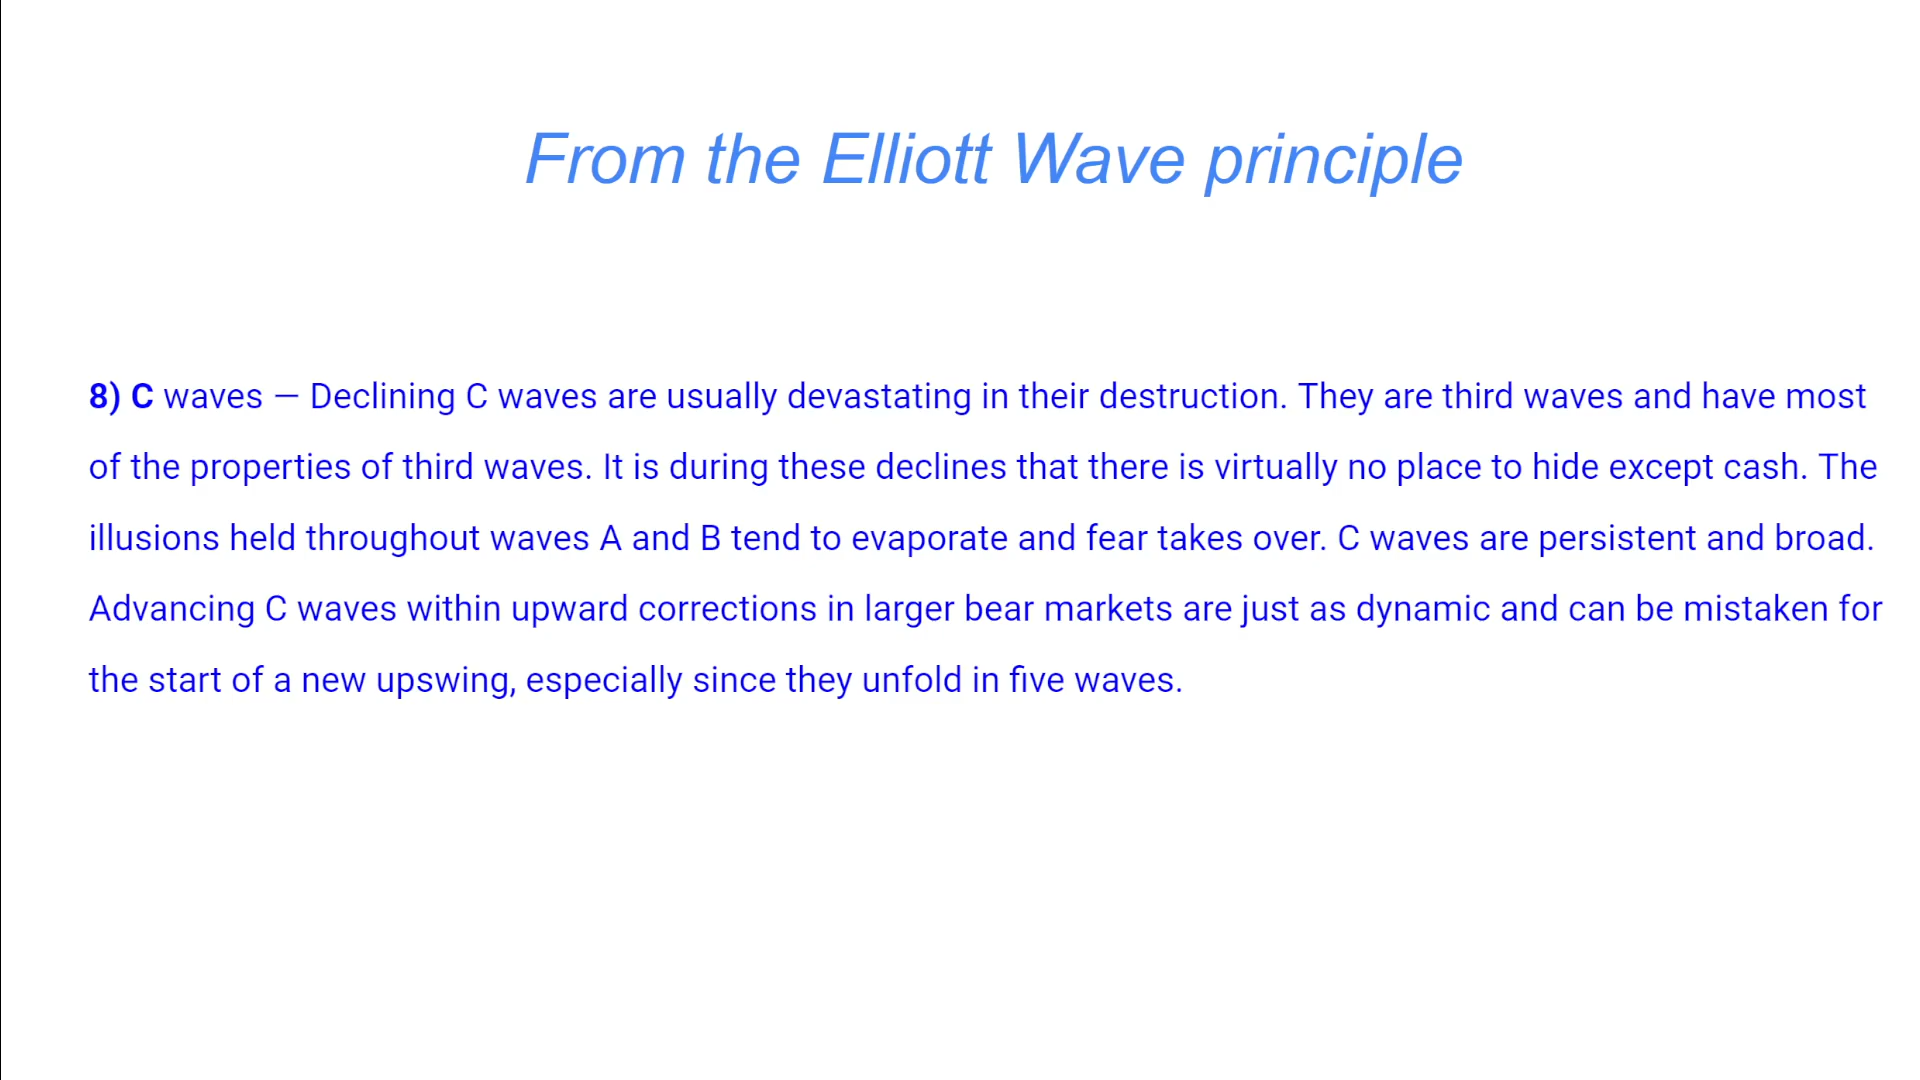 From the Elliott Wave principle
8) C waves — Declining C waves are usually devastating in their destruction. They are third waves and have most
of the properties of third waves. It is during these declines that there is virtually no place to hide except cash. The
illusions held throughout waves A and B tend to evaporate and fear takes over. C waves are persistent and broad.
Advancing C waves within upward corrections in larger bear markets are just as dynamic and can be mistaken for
the start of a new upswing, especially since they unfold in five waves.